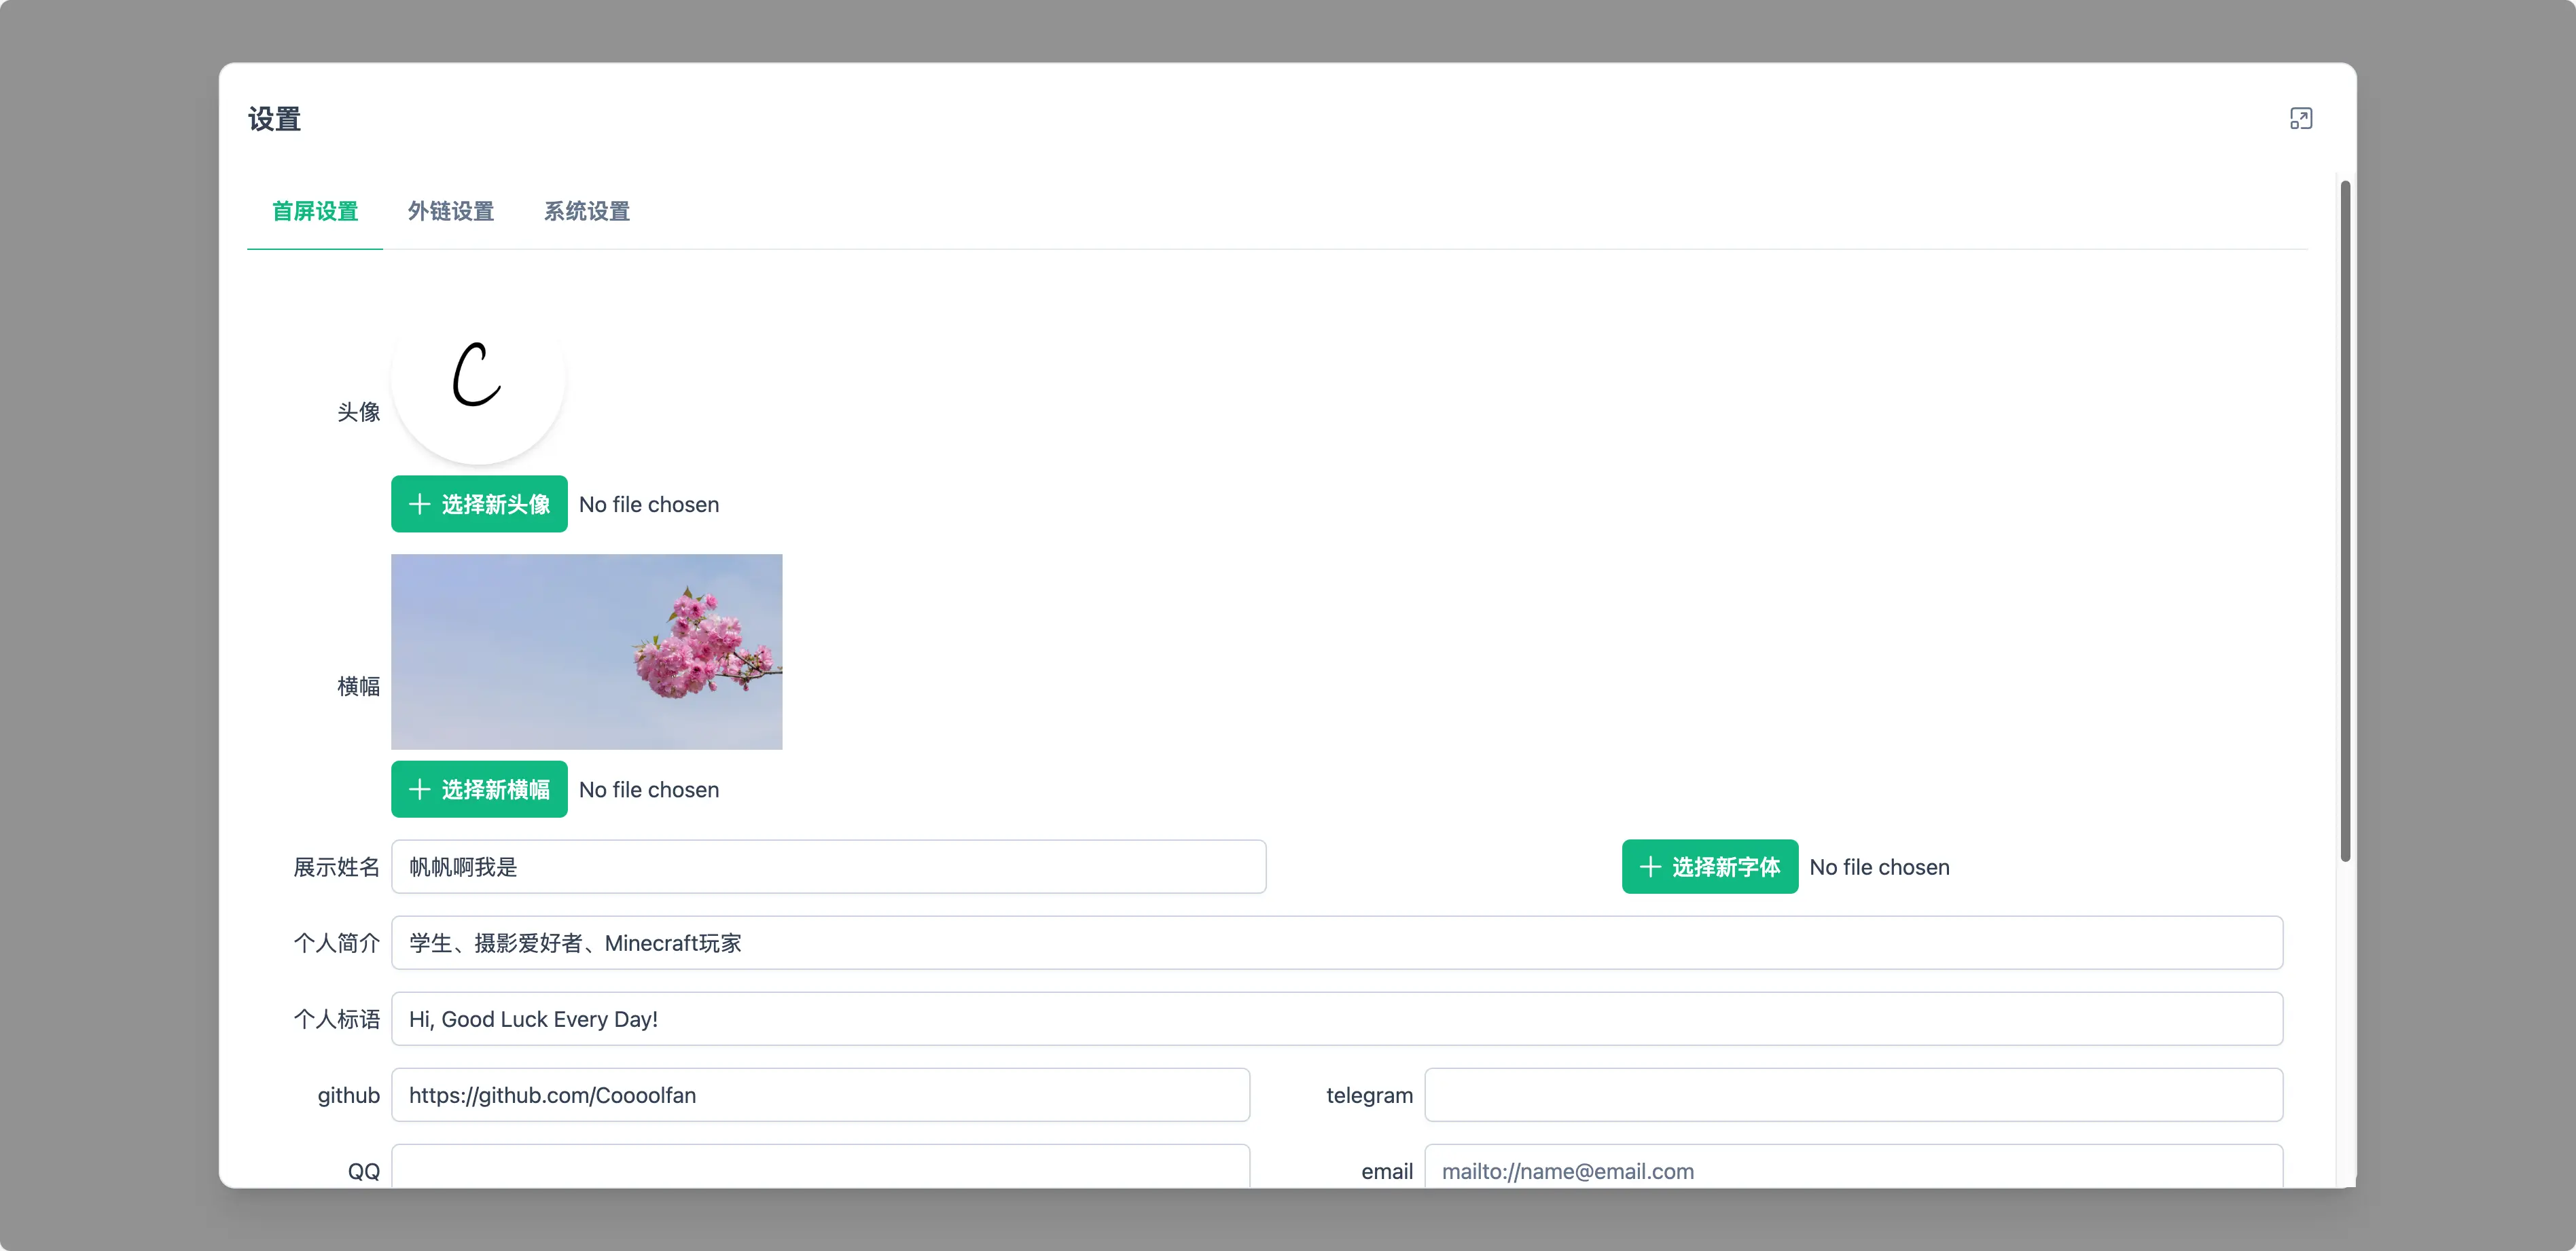 设置
首屏设置 外链设置 系统设置
C
头像
选择新头像 No file chosen
横幅
选择新横幅 No file chosen
展示姓名 帆帆啊我是 选择新字体 No file chosen
个人简介 学生、摄影爱好者、Minecraft玩家
个人标语 Hi, Good Luck Every Day!
github https://github.com/Coooolfan telegram
QQ email mailto://name@email.com